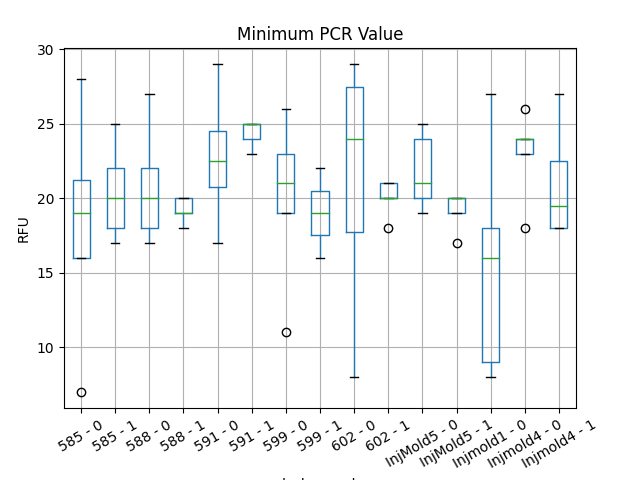 Minimum PCR Value
RFU
30
25
20
15
10
585 - 0
585 - 1
588 - 0
588 - 1
591 - 0
591 - 1
599 - 0
599 - 1
602 - 0
602 - 1
InjMold5 - 0
InjMold5 - 1
Injmold1 - 0
Injmold4 - 0
Injmold4 - 1